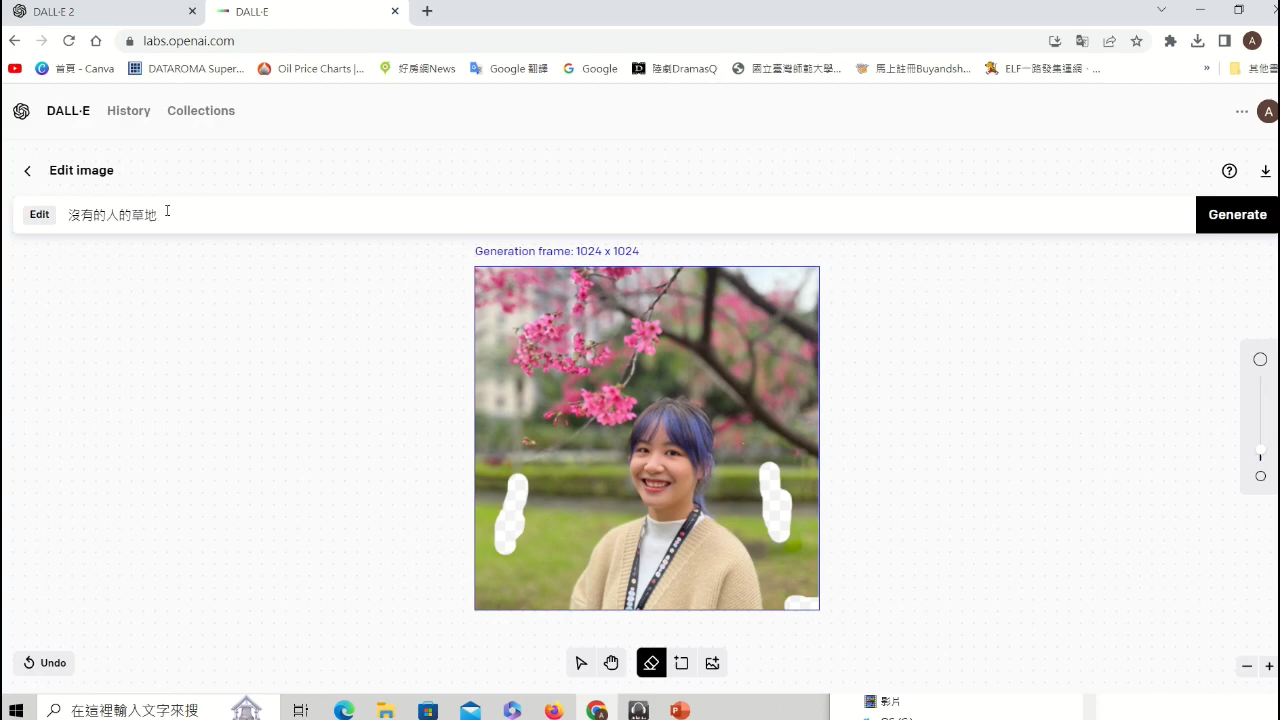 DALL·E 2
DALL·E
labs.openai.com
A
首頁 - Canva
DATAROMA Super...
Oil Price Charts |...
好房網News
Google 翻譯
Google
陸劇DramasQ
國立臺灣師範大學...
馬上註冊Buyandsh...
ELF一路發集運網・...
»
其他書
DALL·E
History
Collections
A
Edit image
Edit
沒有的人的草地
Generate
Generation frame: 1024 x 1024
Undo
在這裡輸入文字來搜尋
影片